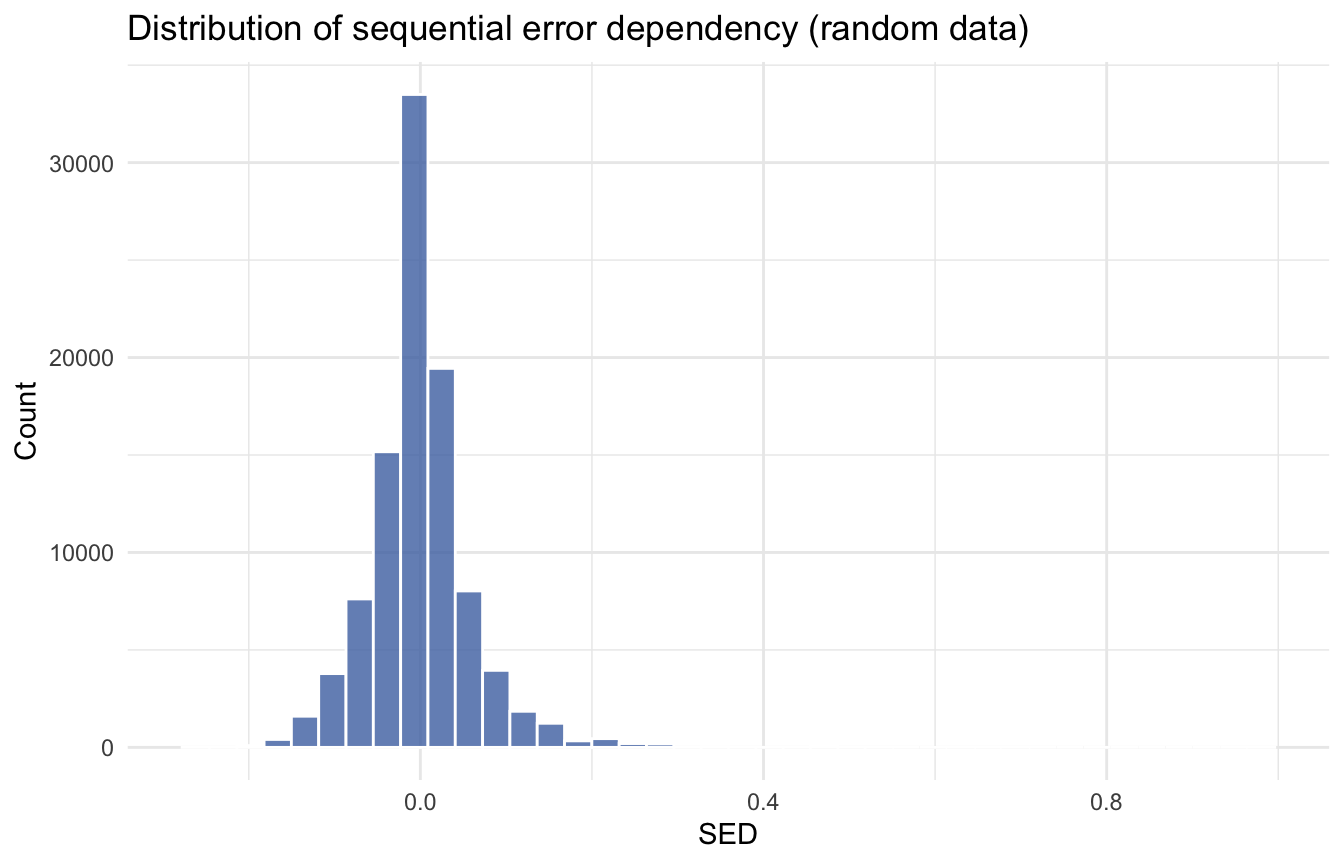 Distribution of sequential error dependency (random data)
30000
20000
10000
0
Count
0.0
0.4
0.8
SED